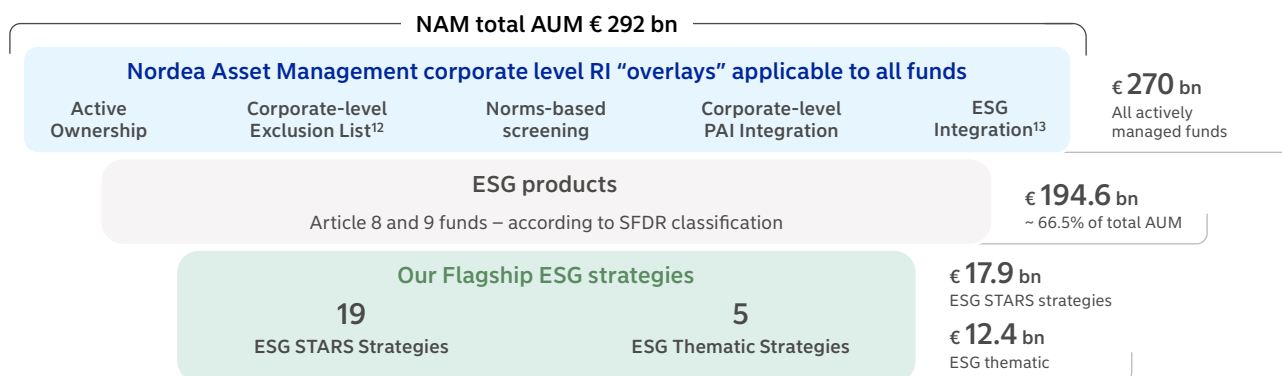 NAM total AUM € 292 bn
Nordea Asset Management corporate level RI “overlays” applicable to all funds
Active
Ownership
Corporate-level
Exclusion List¹²
Norms-based
screening
Corporate-level
PAI Integration
ESG
Integration¹³
€ 270 bn
All actively
managed funds
ESG products
Article 8 and 9 funds – according to SFDR classification
€ 194.6 bn
~ 66.5% of total AUM
Our Flagship ESG strategies
19
ESG STARS Strategies
5
ESG Thematic Strategies
€ 17.9 bn
ESG STARS strategies
€ 12.4 bn
ESG thematic